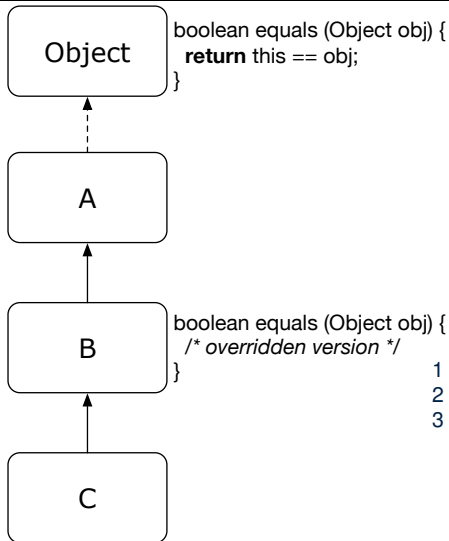 Object
boolean equals (Object obj) {
return this == obj;
}
A
B
boolean equals (Object obj) {
/* overridden version */
}
1
2
3
C